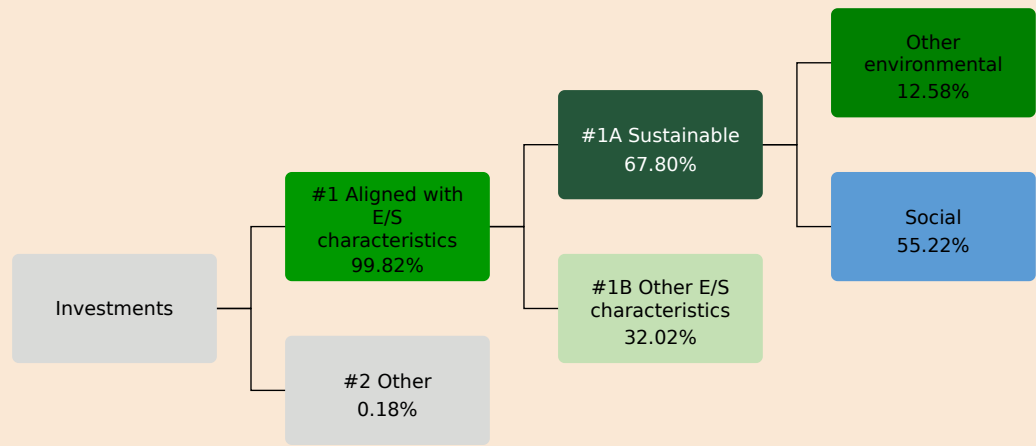 Investments
#1 Aligned with
E/S
characteristics
99.82%
#2 Other
0.18%
#1A Sustainable
67.80%
#1B Other E/S
characteristics
32.02%
Other
environmental
12.58%
Social
55.22%